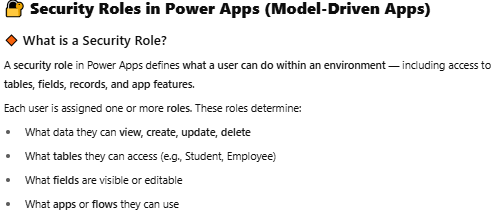 🔐 Security Roles in Power Apps (Model-Driven Apps)
🔶 What is a Security Role?
A security role in Power Apps defines what a user can do within an environment — including access to
tables, fields, records, and app features.
Each user is assigned one or more roles. These roles determine:
• What data they can view, create, update, delete
• What tables they can access (e.g., Student, Employee)
• What fields are visible or editable
• What apps or flows they can use